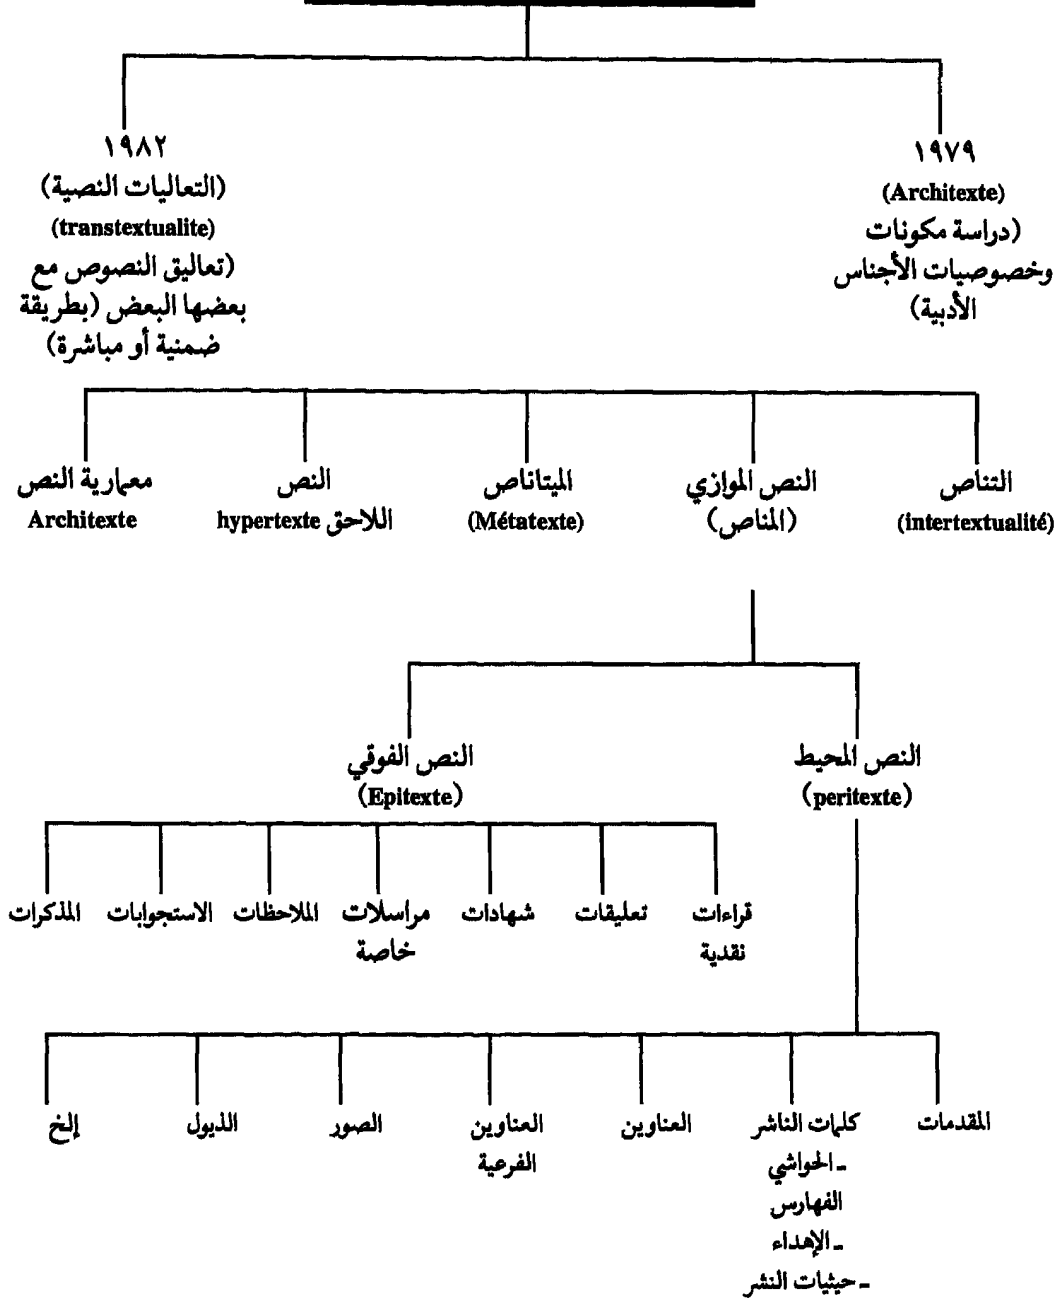 ١٩٧٩
(Architexte)
(دراسة مكونات
وخصوصيات الأجناس
الأدبية)
١٩٨٢
(التعاليات النصية)
(transtextualite)
(تعاليق النصوص مع
بعضها البعض (بطريقة
ضمنية أو مباشرة)
التناص
(intertextualité)
النص الموازي
(المناص)
الميتاناص
(Métatexte)
النص
اللاحق hypertexte
معمارية النص
Architexte
النص المحيط
(peritexte)
النص الفوقي
(Epitexte)
قراءات
نقدية
تعليقات
شهادات
مراسلات
خاصة
الملاحظات
الاستجوابات
المذكرات
المقدمات
كلمات الناشر
ـ الحواشي
الفهارس
ـ الإهداء
ـ حيثيات النشر
العناوين
العناوين
الفرعية
الصور
الذيول
إلخ